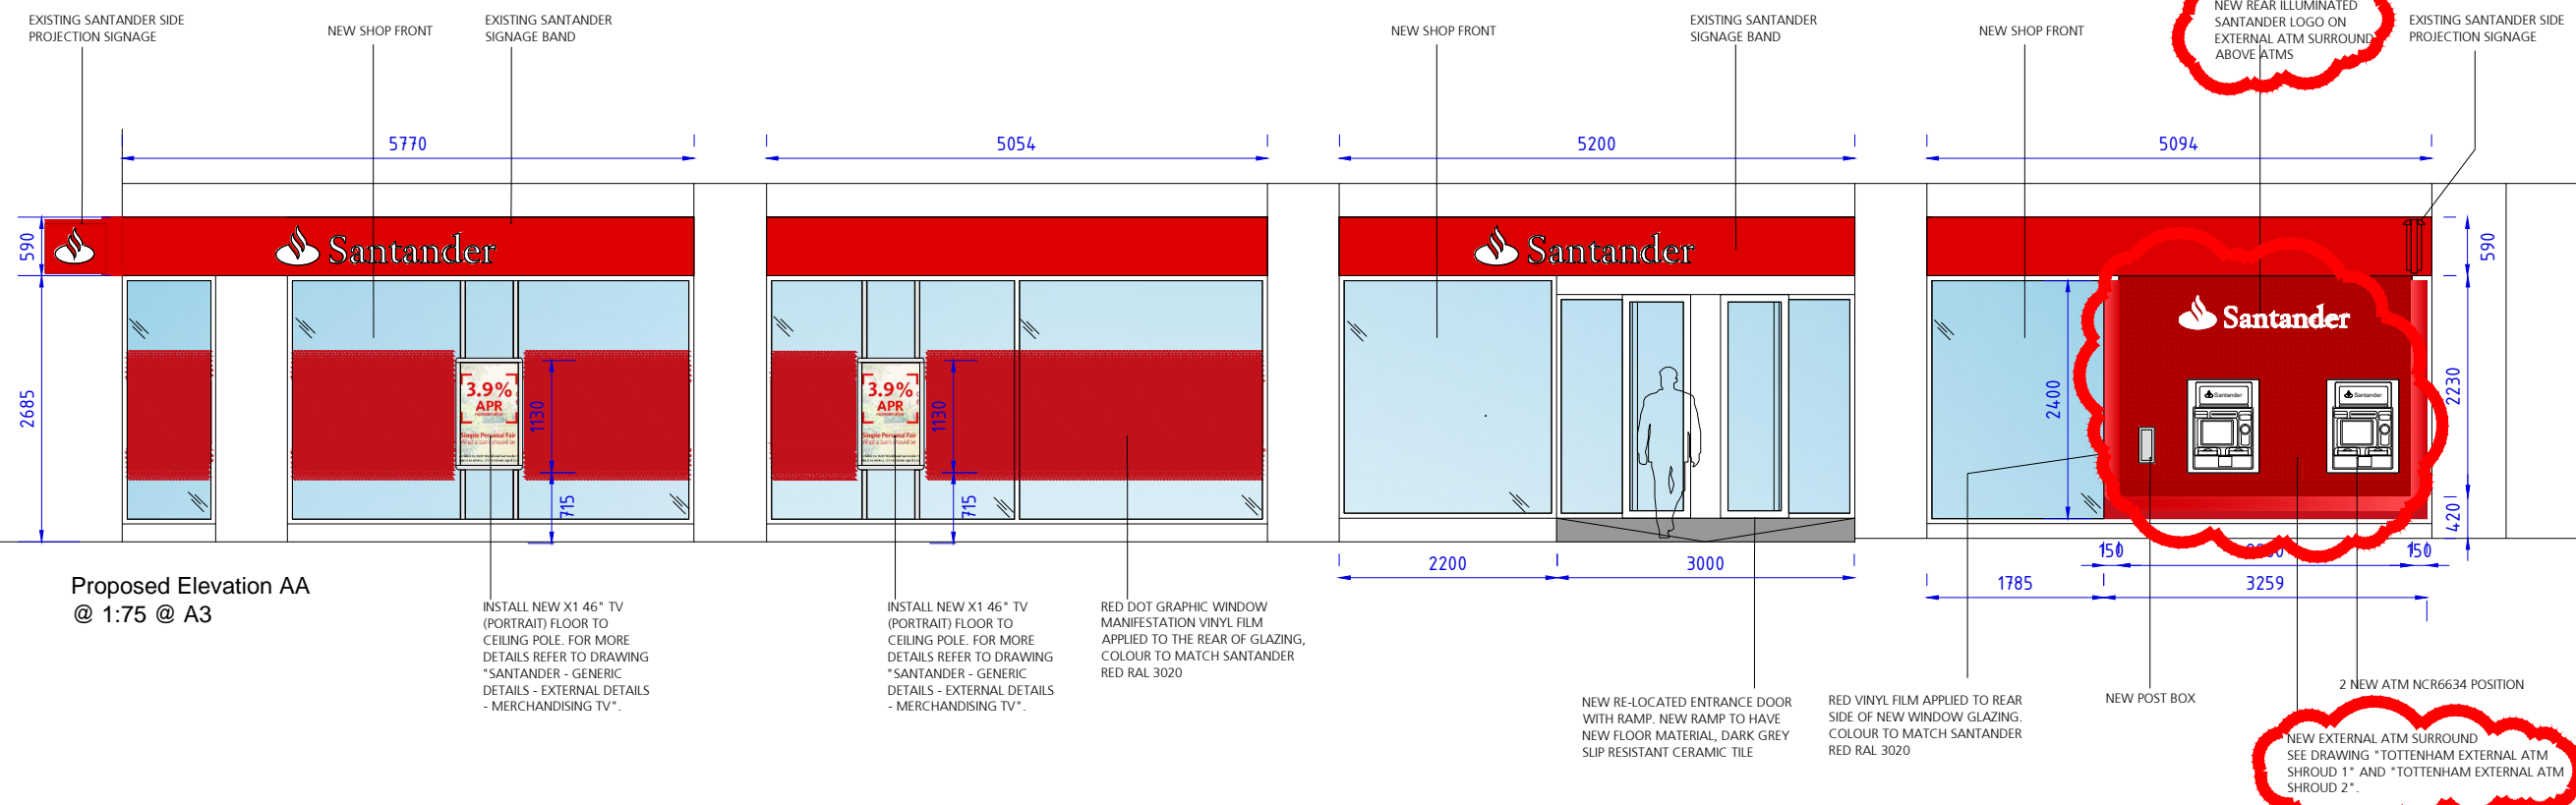 EXISTING SANTANDER SIDE
PROJECTION SIGNAGE
NEW SHOP FRONT
EXISTING SANTANDER
SIGNAGE BAND
NEW SHOP FRONT
EXISTING SANTANDER
SIGNAGE BAND
NEW SHOP FRONT
NEW REAR ILLUMINATED
SANTANDER LOGO ON
EXTERNAL ATM SURROUND
ABOVE ATMS
EXISTING SANTANDER SIDE
PROJECTION SIGNAGE
5770
5054
5200
5094
590
Santander
Santander
590
Santander
2685
3.9%
APR
1130
715
3.9%
APR
1130
715
2400
Santander
Santander
2230
420
150
150
2200
3000
1785
3259
Proposed Elevation AA
@ 1:75 @ A3
INSTALL NEW X1 46" TV
(PORTRAIT) FLOOR TO
CEILING POLE. FOR MORE
DETAILS REFER TO DRAWING
"SANTANDER - GENERIC
DETAILS - EXTERNAL DETAILS
- MERCHANDISING TV".
INSTALL NEW X1 46" TV
(PORTRAIT) FLOOR TO
CEILING POLE. FOR MORE
DETAILS REFER TO DRAWING
"SANTANDER - GENERIC
DETAILS - EXTERNAL DETAILS
- MERCHANDISING TV".
RED DOT GRAPHIC WINDOW
MANIFESTATION VINYL FILM
APPLIED TO THE REAR OF GLAZING,
COLOUR TO MATCH SANTANDER
RED RAL 3020
NEW RE-LOCATED ENTRANCE DOOR
WITH RAMP. NEW RAMP TO HAVE
NEW FLOOR MATERIAL, DARK GREY
SLIP RESISTANT CERAMIC TILE
RED VINYL FILM APPLIED TO REAR
SIDE OF NEW WINDOW GLAZING.
COLOUR TO MATCH SANTANDER
RED RAL 3020
NEW POST BOX
2 NEW ATM NCR6634 POSITION
NEW EXTERNAL ATM SURROUND
SEE DRAWING "TOTTENHAM EXTERNAL ATM
SHROUD 1" AND "TOTTENHAM EXTERNAL ATM
SHROUD 2".